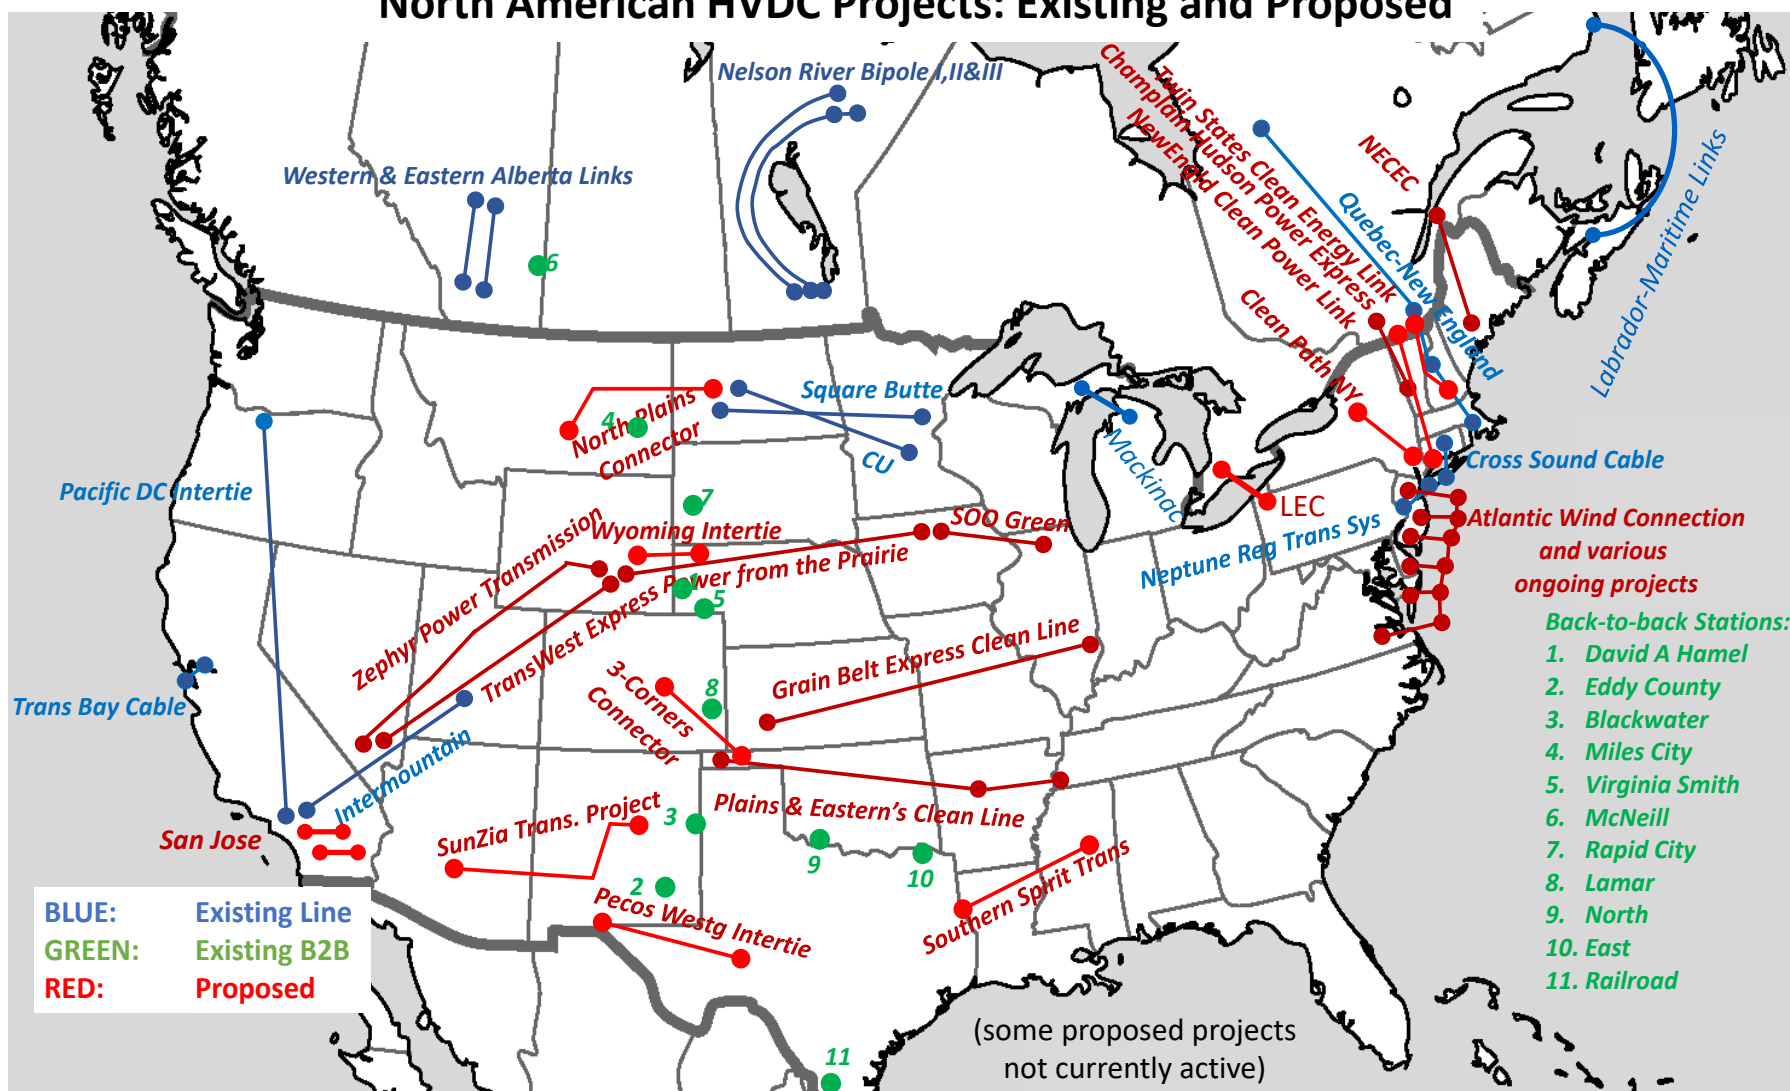 North American HVDC Projects: Existing and Proposed
Nelson River Bipole I,II&III
Western & Eastern Alberta Links
6
Twin States Clean Energy Link
Champlain Hudson Power Express
NewEngld Clean Power Link
NECEC
Quebec-New England
Labrador-Maritime Links
Clean Path NY
Square Butte
CU
Mackinac
North Plains
Connector
4
Pacific DC Intertie
7
Cross Sound Cable
LEC
Neptune Reg Trans Sys
Atlantic Wind Connection
and various
ongoing projects
Wyoming Intertie
SOO Green
Zephyr Power Transmission
TransWest Express
Power from the Prairie
1
5
Grain Belt Express Clean Line
3-Corners
Connector
8
Trans Bay Cable
Intermountain
Plains & Eastern's Clean Line
San Jose
SunZia Trans. Project
3
9
10
2
Pecos Westg Intertie
Southern Spirit Trans
11
Back-to-back Stations:
1. David A Hamel
2. Eddy County
3. Blackwater
4. Miles City
5. Virginia Smith
6. McNeill
7. Rapid City
8. Lamar
9. North
10. East
11. Railroad
BLUE: Existing Line
GREEN: Existing B2B
RED: Proposed
(some proposed projects
not currently active)